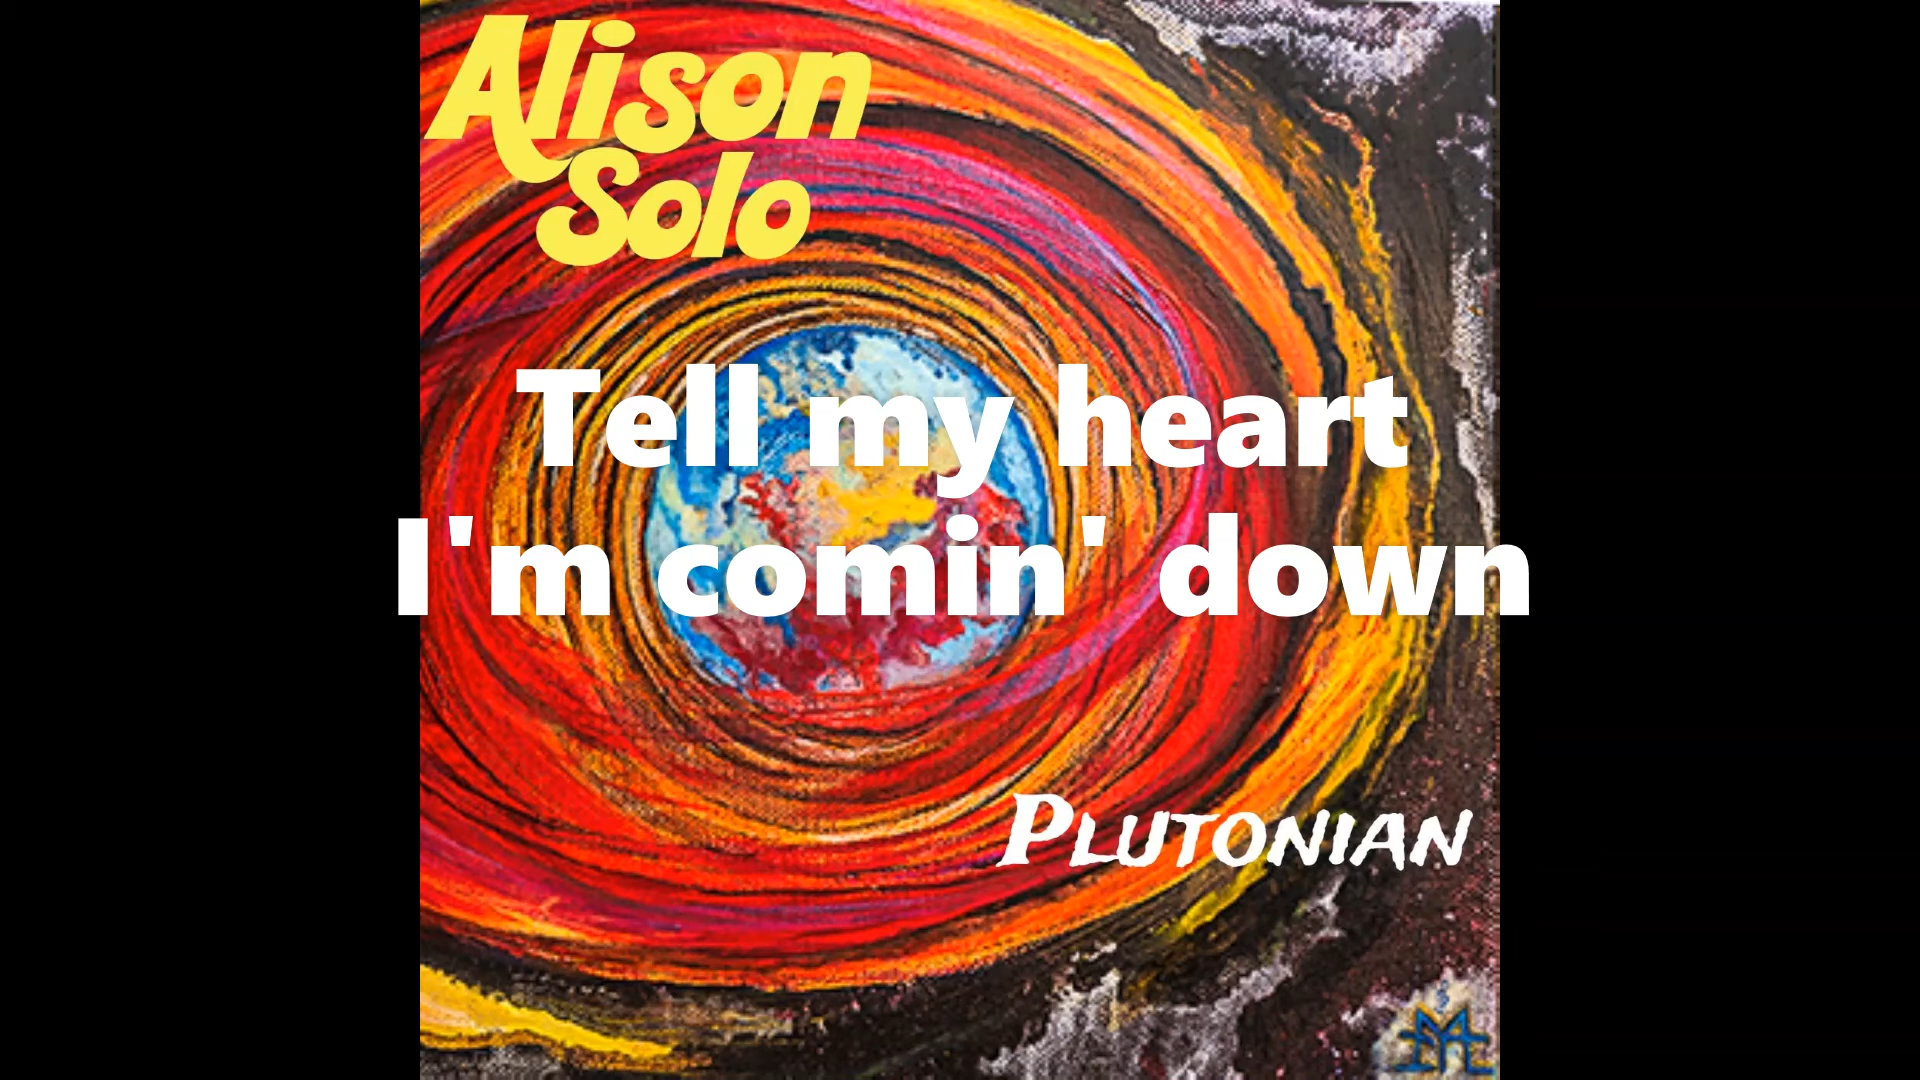 Alison
Solo
Tell my heart
I'm comin' down
PLUTONIAN